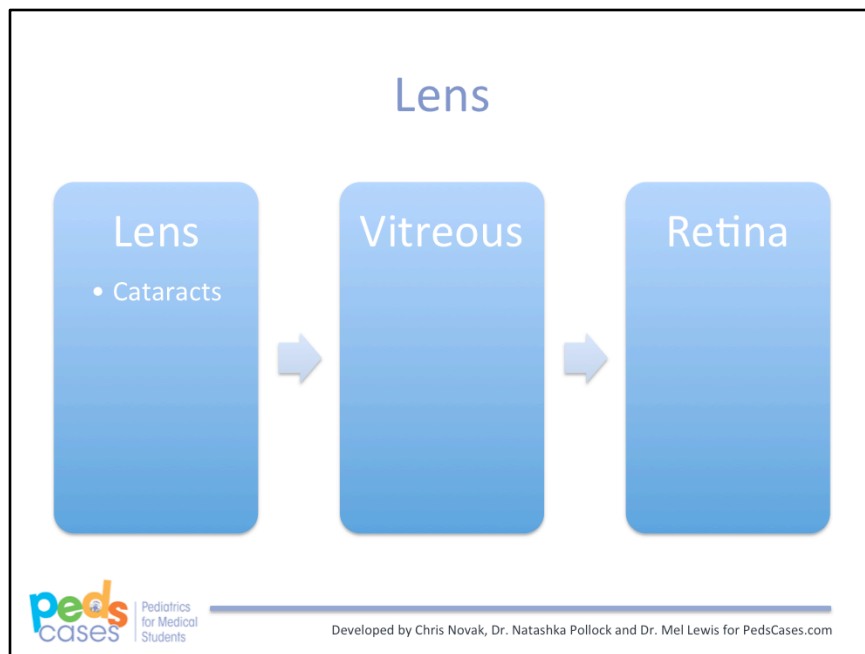 Lens
Lens
• Cataracts
Vitreous
Retina
peds
cases
Pediatrics
for Medical
Students
Developed by Chris Novak, Dr. Natashka Pollock and Dr. Mel Lewis for PedsCases.com